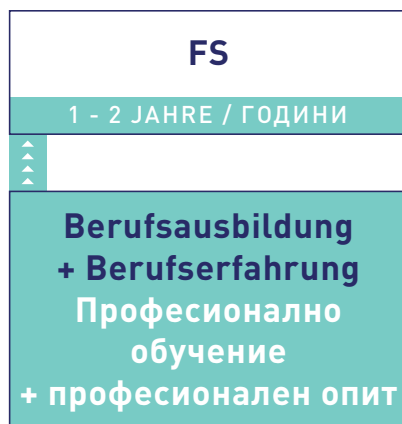 FS
1 - 2 JAHRE / ГОДИНИ
Berufsausbildung
+ Berufserfahrung
Професионално
обучение
+ професионален опит